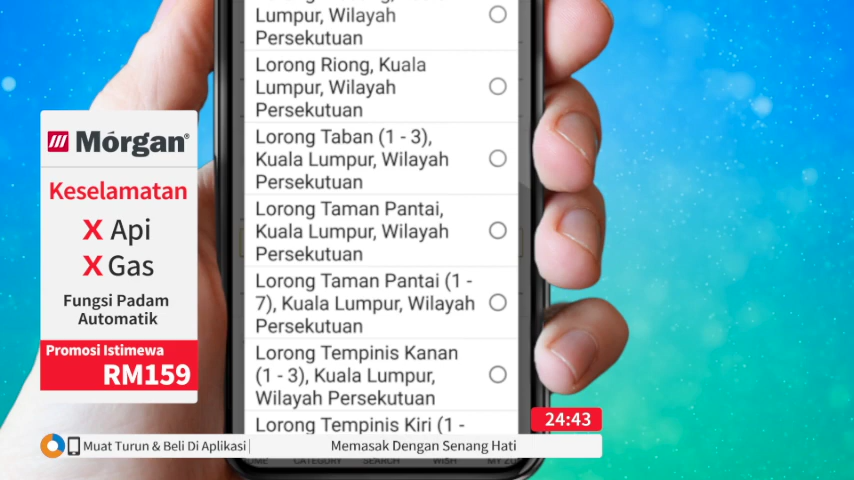 Lumpur, Wilayah
Persekutuan
Lorong Riong, Kuala
Lumpur, Wilayah
Persekutuan
Lorong Taban (1 - 3),
Kuala Lumpur, Wilayah
Persekutuan
Lorong Taman Pantai,
Kuala Lumpur, Wilayah
Persekutuan
Lorong Taman Pantai (1 -
7), Kuala Lumpur, Wilayah
Persekutuan
Lorong Tempinis Kanan
(1 - 3), Kuala Lumpur,
Wilayah Persekutuan
Lorong Tempinis Kiri (1 -
Mórgan®
Keselamatan
X Api
X Gas
Fungsi Padam
Automatik
Promosi Istimewa
RM159
24:43
Muat Turun & Beli Di Aplikasi
Memasak Dengan Senang Hati
CATEGORY SEARCH WISH